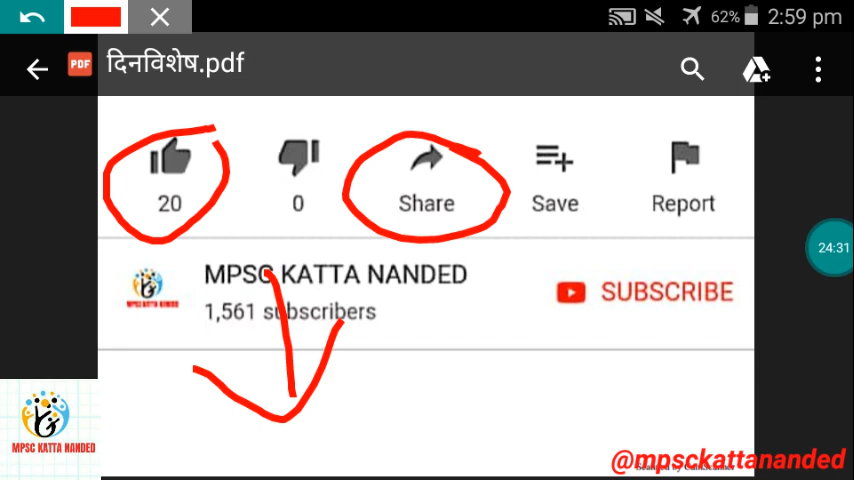 62% 2:59 pm
PDF दिनविशेष.pdf
20 0 Share Save Report
24:31
MPSC KATTA NANDED
1,561 subscribers
SUBSCRIBE
MPSC KATTA NANDED
MPSC KATTA NANDED
@mpsckattananded